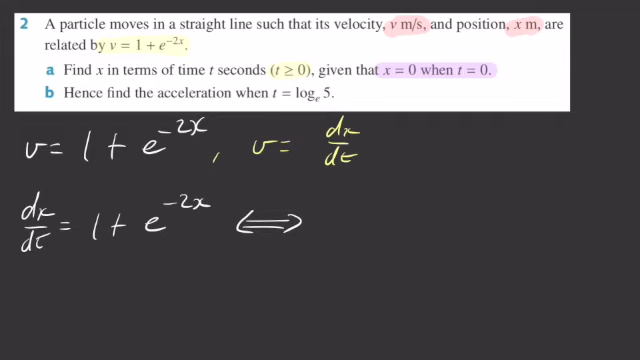 2 A particle moves in a straight line such that its velocity, v m/s, and position, x m, are
related by v = 1 + e⁻²ˣ.
a Find x in terms of time t seconds (t ≥ 0), given that x = 0 when t = 0.
b Hence find the acceleration when t = logₑ 5.
v = 1 + e⁻²ˣ, v = dx/dt
dx/dt = 1 + e⁻²ˣ ⟺